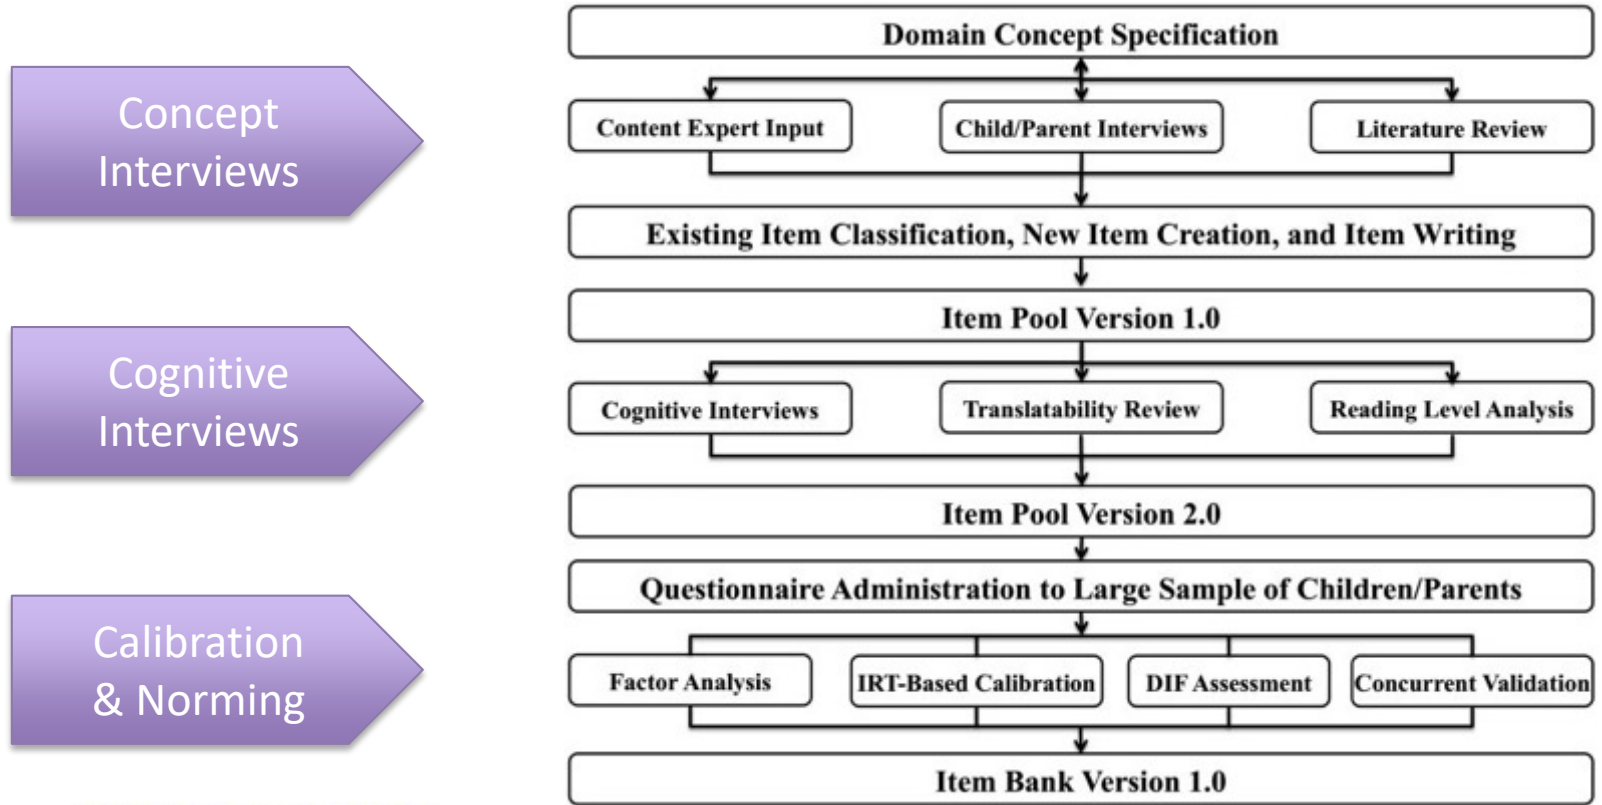 Concept
Interviews
Cognitive
Interviews
Calibration
& Norming
Domain Concept Specification
Content Expert Input
Child/Parent Interviews
Literature Review
Existing Item Classification, New Item Creation, and Item Writing
Item Pool Version 1.0
Cognitive Interviews
Translatability Review
Reading Level Analysis
Item Pool Version 2.0
Questionnaire Administration to Large Sample of Children/Parents
Factor Analysis
IRT-Based Calibration
DIF Assessment
Concurrent Validation
Item Bank Version 1.0